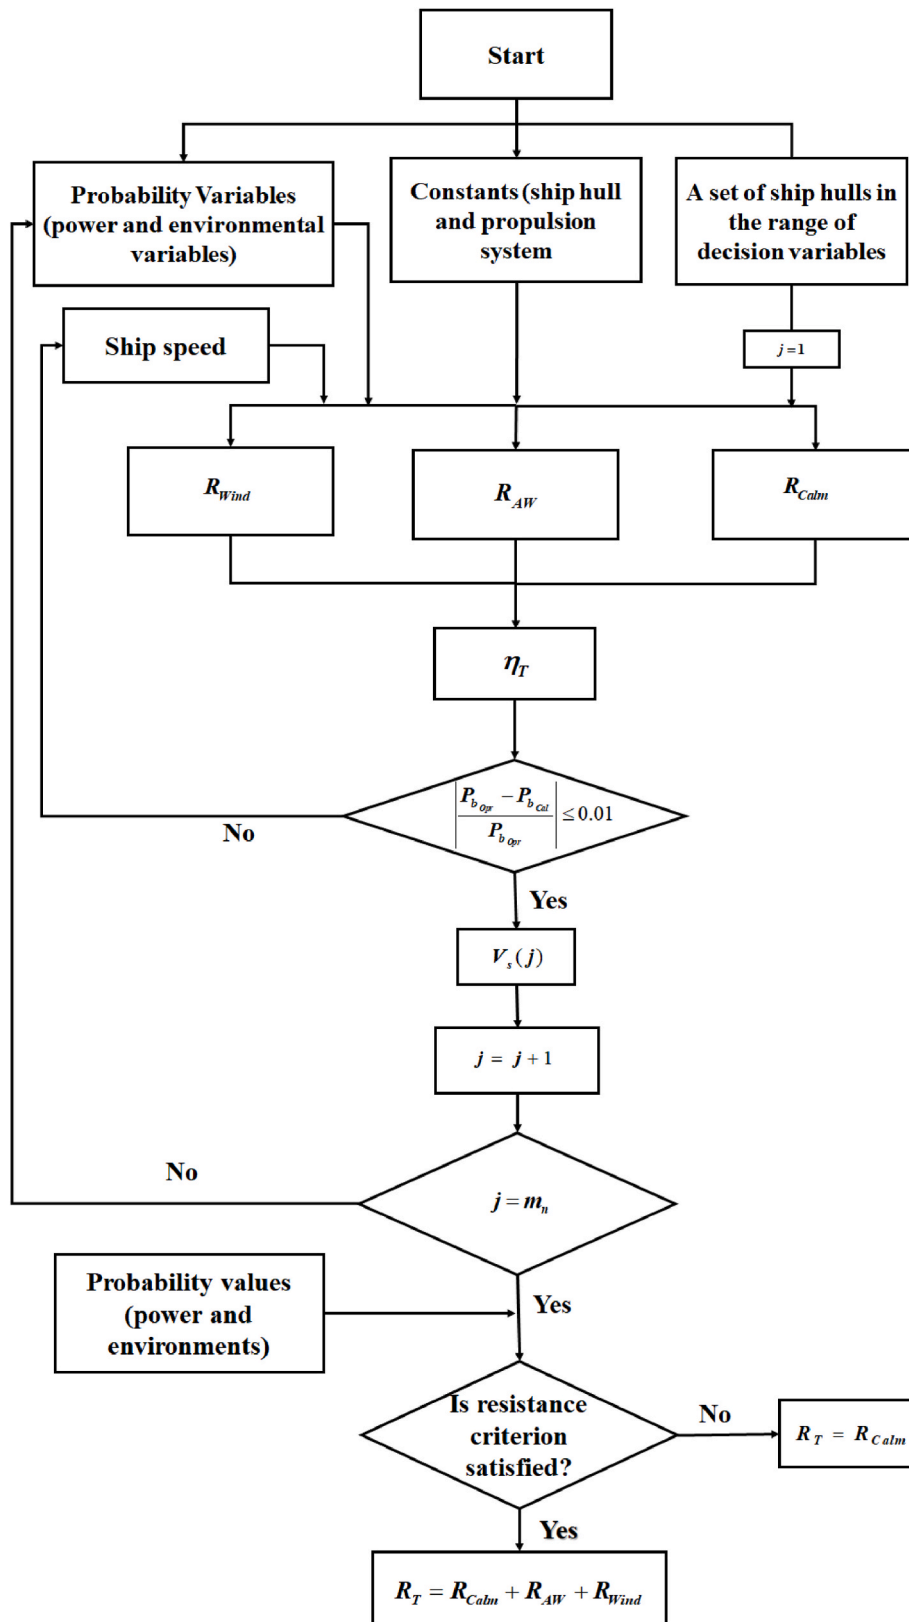 Start
Probability Variables
(power and environmental
variables)
Constants (ship hull
and propulsion
system
A set of ship hulls in
the range of
decision variables
Ship speed
j = 1
R_Wind
R_AW
R_Calm
η_T
|(P_b_Opr − P_b_Cal) / P_b_Opr| ≤ 0.01
No
Yes
V_s(j)
j = j + 1
No
j = m_n
Probability values
(power and
environments)
Yes
Is resistance
criterion
satisfied?
No
R_T = R_Calm
Yes
R_T = R_Calm + R_AW + R_Wind